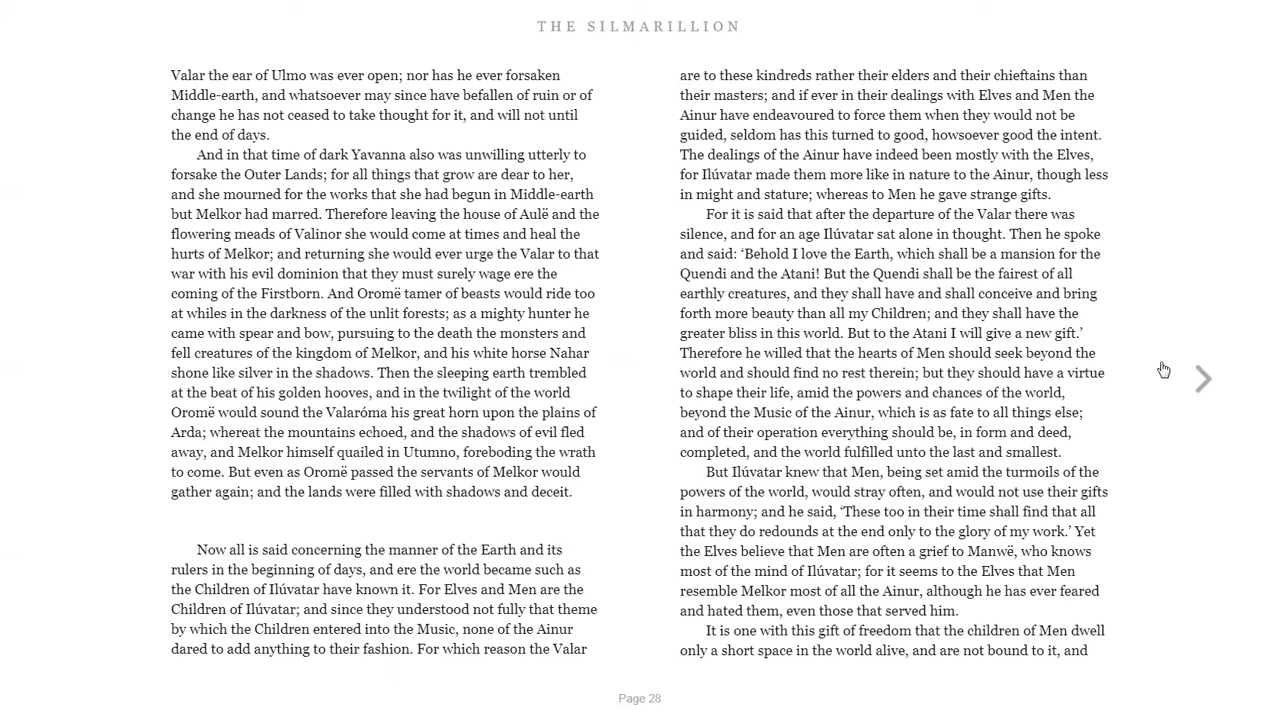 THE SILMARILLION
Valar the ear of Ulmo was ever open; nor has he ever forsaken
Middle-earth, and whatsoever may since have befallen of ruin or of
change he has not ceased to take thought for it, and will not until
the end of days.
And in that time of dark Yavanna also was unwilling utterly to
forsake the Outer Lands; for all things that grow are dear to her,
and she mourned for the works that she had begun in Middle-earth
but Melkor had marred. Therefore leaving the house of Aulë and the
flowering meads of Valinor she would come at times and heal the
hurts of Melkor; and returning she would ever urge the Valar to that
war with his evil dominion that they must surely wage ere the
coming of the Firstborn. And Oromë tamer of beasts would ride too
at whiles in the darkness of the unlit forests; as a mighty hunter he
came with spear and bow, pursuing to the death the monsters and
fell creatures of the kingdom of Melkor, and his white horse Nahar
shone like silver in the shadows. Then the sleeping earth trembled
at the beat of his golden hooves, and in the twilight of the world
Oromë would sound the Valaróma his great horn upon the plains of
Arda; whereat the mountains echoed, and the shadows of evil fled
away, and Melkor himself quailed in Utumno, foreboding the wrath
to come. But even as Oromë passed the servants of Melkor would
gather again; and the lands were filled with shadows and deceit.
Now all is said concerning the manner of the Earth and its
rulers in the beginning of days, and ere the world became such as
the Children of Ilúvatar have known it. For Elves and Men are the
Children of Ilúvatar; and since they understood not fully that theme
by which the Children entered into the Music, none of the Ainur
dared to add anything to their fashion. For which reason the Valar
are to these kindreds rather their elders and their chieftains than
their masters; and if ever in their dealings with Elves and Men the
Ainur have endeavoured to force them when they would not be
guided, seldom has this turned to good, howsoever good the intent.
The dealings of the Ainur have indeed been mostly with the Elves,
for Ilúvatar made them more like in nature to the Ainur, though less
in might and stature; whereas to Men he gave strange gifts.
For it is said that after the departure of the Valar there was
silence, and for an age Ilúvatar sat alone in thought. Then he spoke
and said: ‘Behold I love the Earth, which shall be a mansion for the
Quendi and the Atani! But the Quendi shall be the fairest of all
earthly creatures, and they shall have and shall conceive and bring
forth more beauty than all my Children; and they shall have the
greater bliss in this world. But to the Atani I will give a new gift.’
Therefore he willed that the hearts of Men should seek beyond the
world and should find no rest therein; but they should have a virtue
to shape their life, amid the powers and chances of the world,
beyond the Music of the Ainur, which is as fate to all things else;
and of their operation everything should be, in form and deed,
completed, and the world fulfilled unto the last and smallest.
But Ilúvatar knew that Men, being set amid the turmoils of the
powers of the world, would stray often, and would not use their gifts
in harmony; and he said, ‘These too in their time shall find that all
that they do redounds at the end only to the glory of my work.’ Yet
the Elves believe that Men are often a grief to Manwë, who knows
most of the mind of Ilúvatar; for it seems to the Elves that Men
resemble Melkor most of all the Ainur, although he has ever feared
and hated them, even those that served him.
It is one with this gift of freedom that the children of Men dwell
only a short space in the world alive, and are not bound to it, and
Page 28